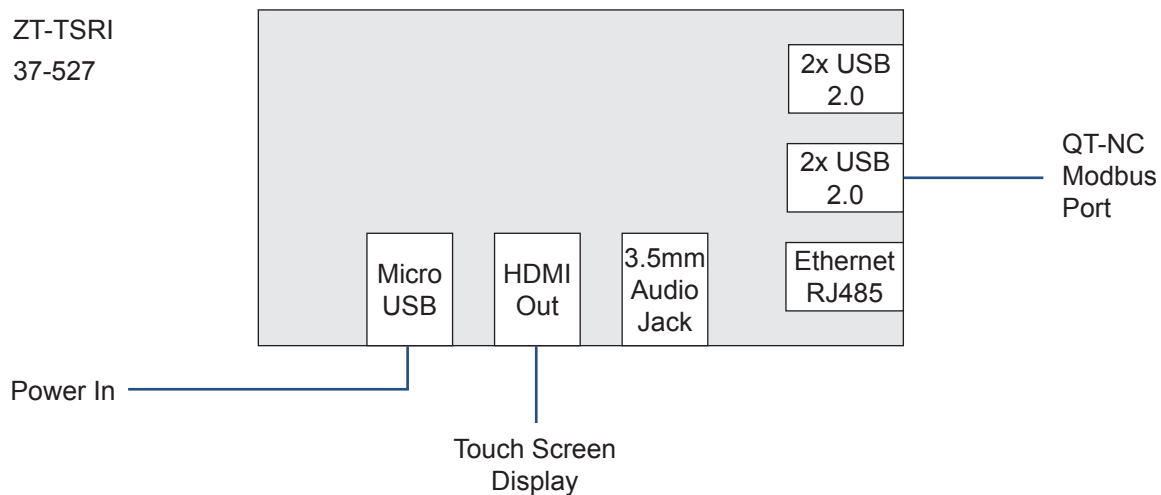 ZT-TSRI
37-527
2x USB
2.0
2x USB
2.0
QT-NC
Modbus
Port
Micro
USB
HDMI
Out
3.5mm
Audio
Jack
Ethernet
RJ485
Power In
Touch Screen
Display